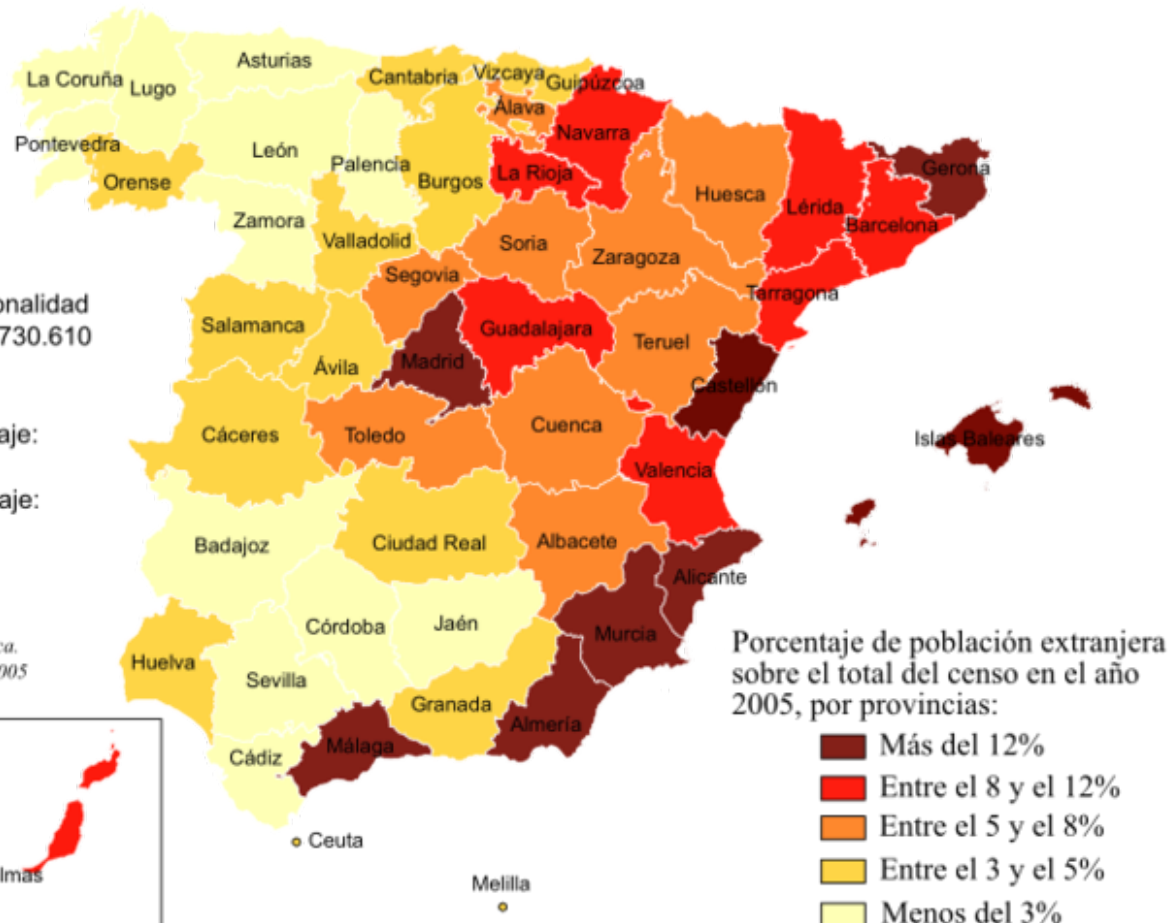 Asturias
La Coruña
Lugo
Cantabria
Vizcaya
Guipúzcoa
Álava
Pontevedra
Orense
León
Palencia
Burgos
Navarra
La Rioja
Huesca
Lérida
Gerona
Barcelona
Zamora
Valladolid
Soria
Zaragoza
Segovia
Tarragona
730.610
Salamanca
Ávila
Madrid
Guadalajara
Teruel
Castellón
Cáceres
Toledo
Cuenca
Islas Baleares
Valencia
Badajoz
Ciudad Real
Albacete
Alicante
Córdoba
Jaén
Murcia
Huelva
Sevilla
Granada
Almería
Málaga
Cádiz
Ceuta
Melilla
2005
Porcentaje de población extranjera
sobre el total del censo en el año
2005, por provincias:
Más del 12%
Entre el 8 y el 12%
Entre el 5 y el 8%
Entre el 3 y el 5%
Menos del 3%